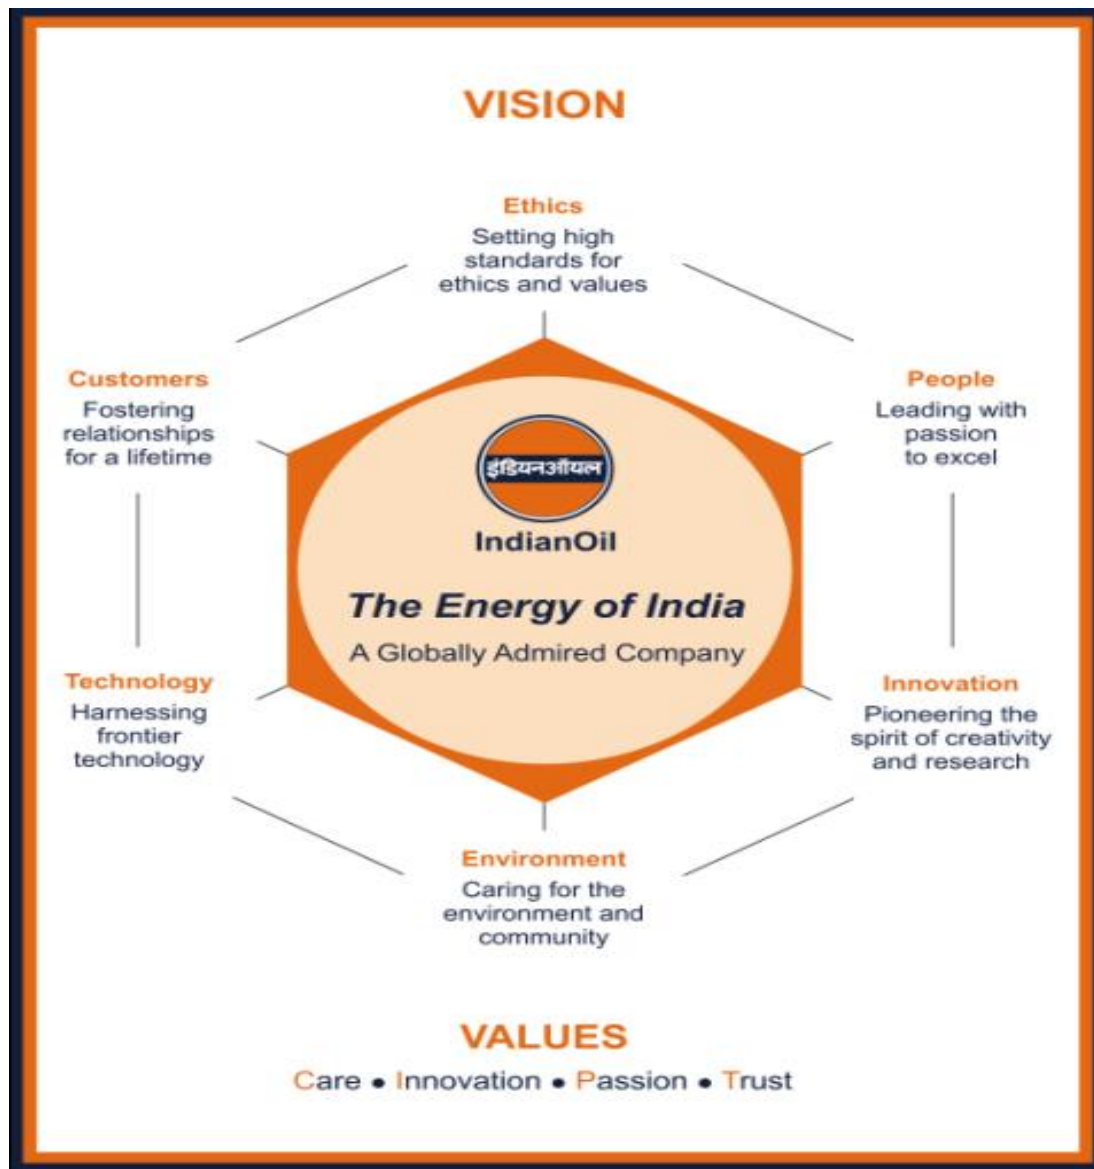 VISION
Ethics
Setting high
standards for
ethics and values
Customers
Fostering
relationships
for a lifetime
People
Leading with
passion
to excel
इंडियनऑयल
IndianOil
The Energy of India
A Globally Admired Company
Technology
Harnessing
frontier
technology
Innovation
Pioneering the
spirit of creativity
and research
Environment
Caring for the
environment and
community
VALUES
Care • Innovation • Passion • Trust